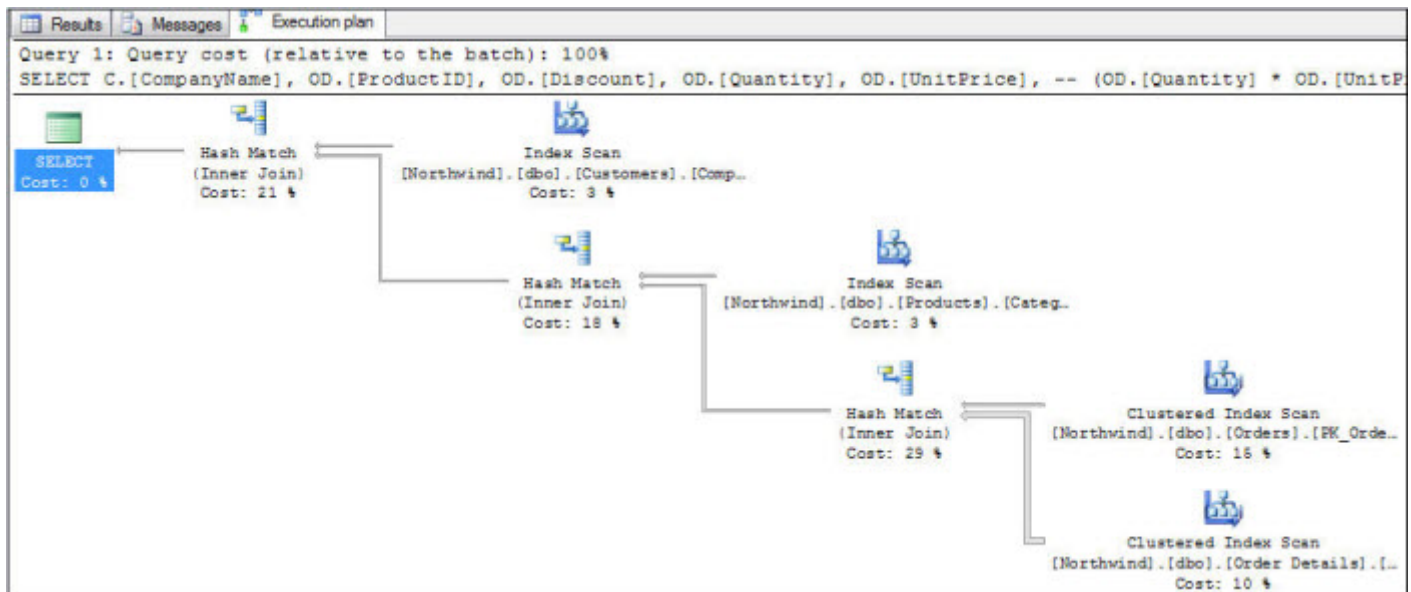 Results Messages Execution plan
Query 1: Query cost (relative to the batch): 100%
SELECT C.[CompanyName], OD.[ProductID], OD.[Discount], OD.[Quantity], OD.[UnitPrice], -- (OD.[Quantity] * OD.[UnitP
SELECT
Cost: 0 %
Hash Match
(Inner Join)
Cost: 21 %
Index Scan
[Northwind].[dbo].[Customers].[Comp…
Cost: 3 %
Hash Match
(Inner Join)
Cost: 18 %
Index Scan
[Northwind].[dbo].[Products].[Categ…
Cost: 3 %
Hash Match
(Inner Join)
Cost: 29 %
Clustered Index Scan
[Northwind].[dbo].[Orders].[PK_Orde…
Cost: 15 %
Clustered Index Scan
[Northwind].[dbo].[Order Details].[…
Cost: 10 %